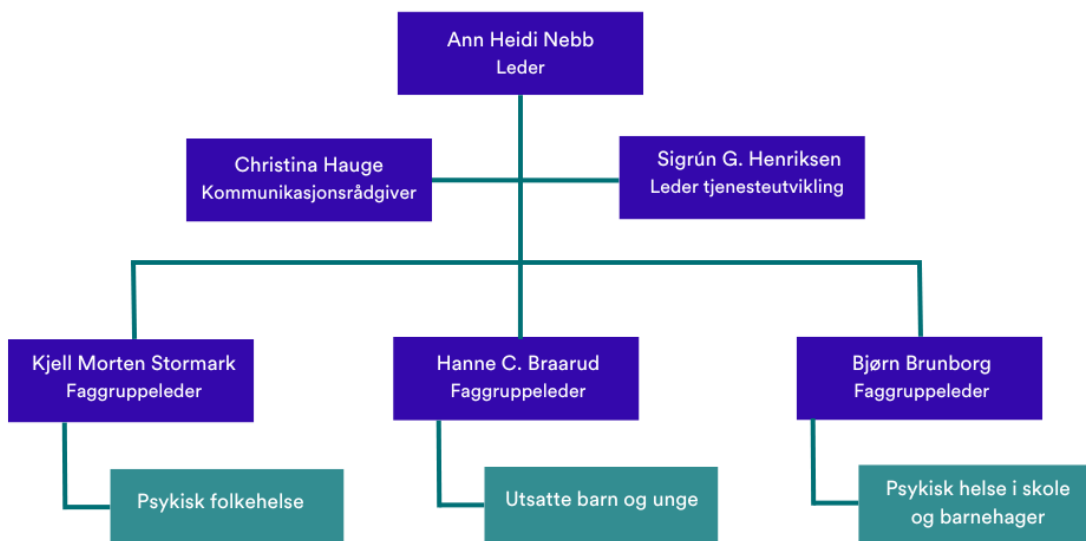 Ann Heidi Nebb
Leder
Christina Hauge
Kommunikasjonsrådgiver
Sigrún G. Henriksen
Leder tjenesteutvikling
Kjell Morten Stormark
Faggruppeleder
Hanne C. Braarud
Faggruppeleder
Bjørn Brunborg
Faggruppeleder
Psykisk folkehelse
Utsatte barn og unge
Psykisk helse i skole
og barnehager